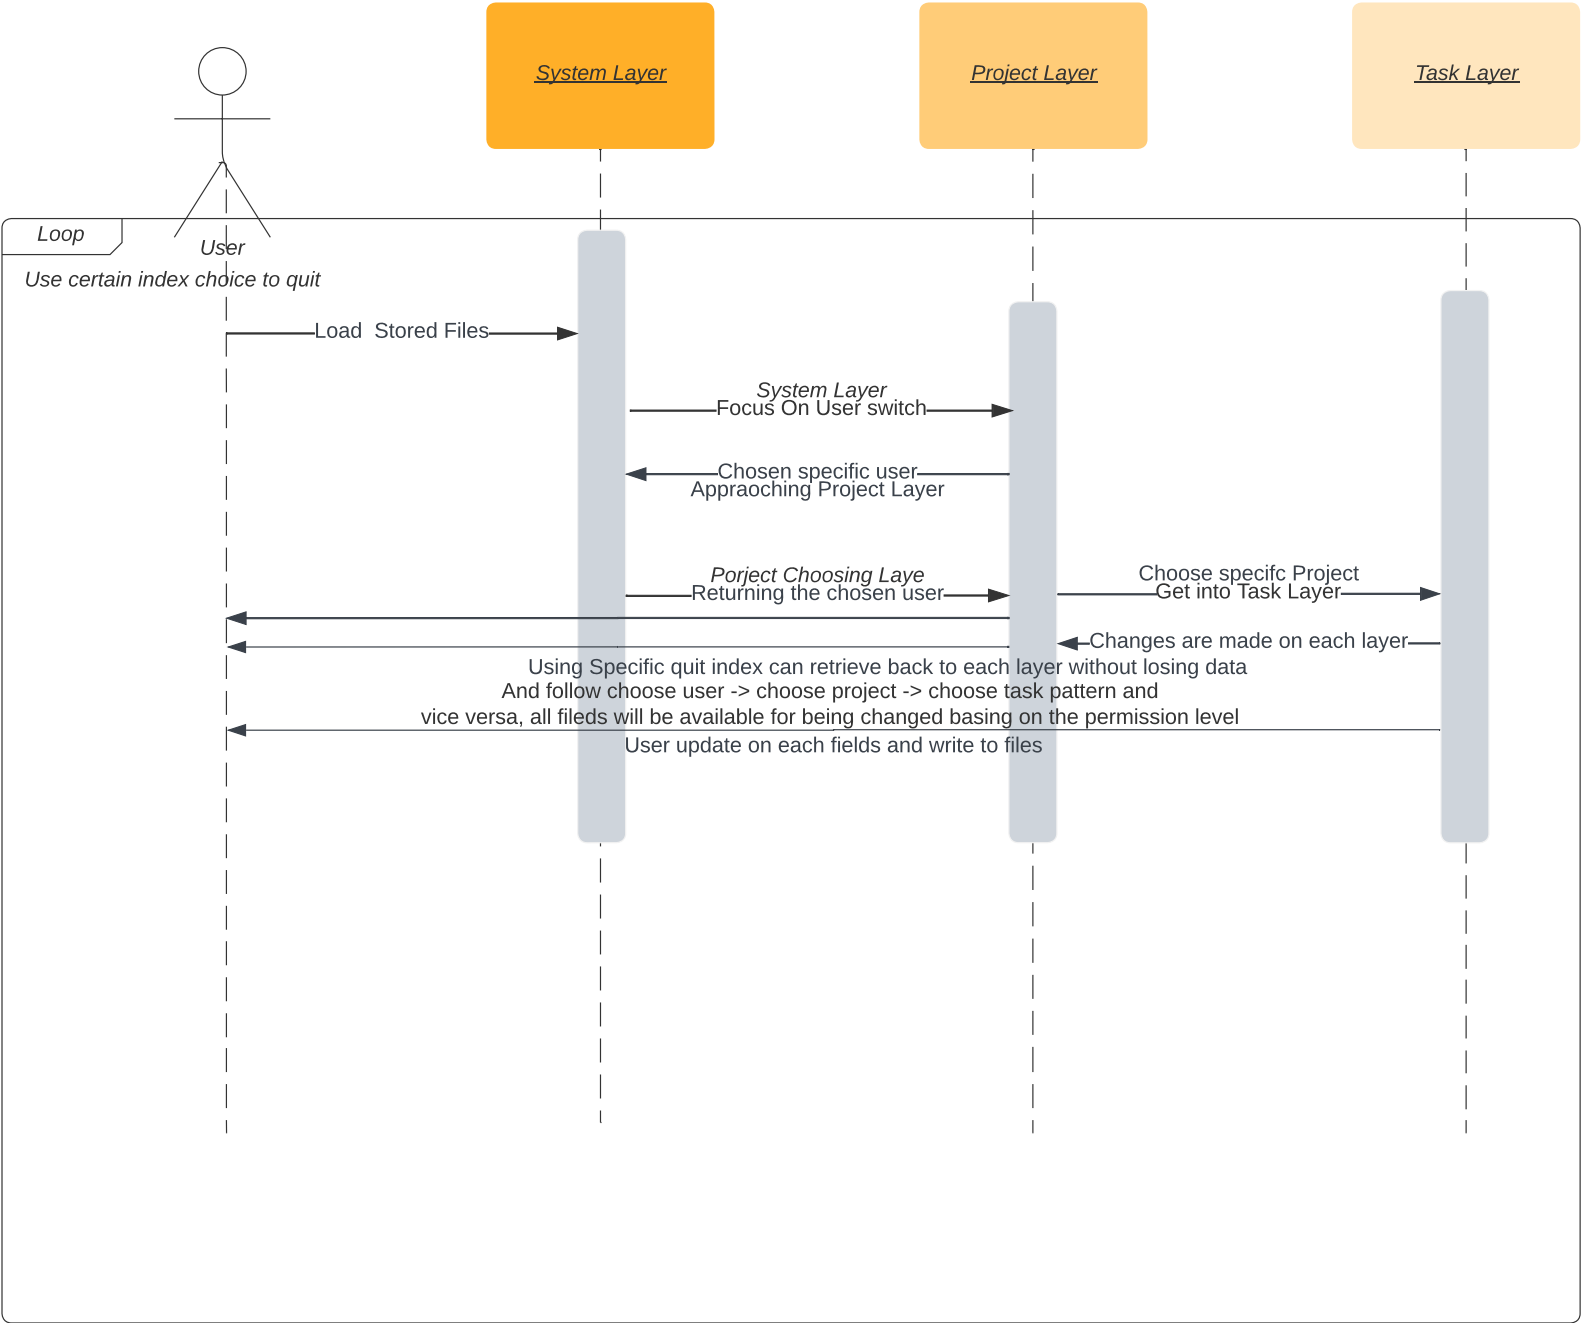 System Layer
Project Layer
Task Layer
Loop
User
Use certain index choice to quit
Load  Stored Files
System Layer
Focus On User switch
Chosen specific user
Appraoching Project Layer
Porject Choosing Laye
Returning the chosen user
Choose specifc Project
Get into Task Layer
Changes are made on each layer
Using Specific quit index can retrieve back to each layer without losing data
And follow choose user -> choose project -> choose task pattern and
vice versa, all fileds will be available for being changed basing on the permission level
User update on each fields and write to files